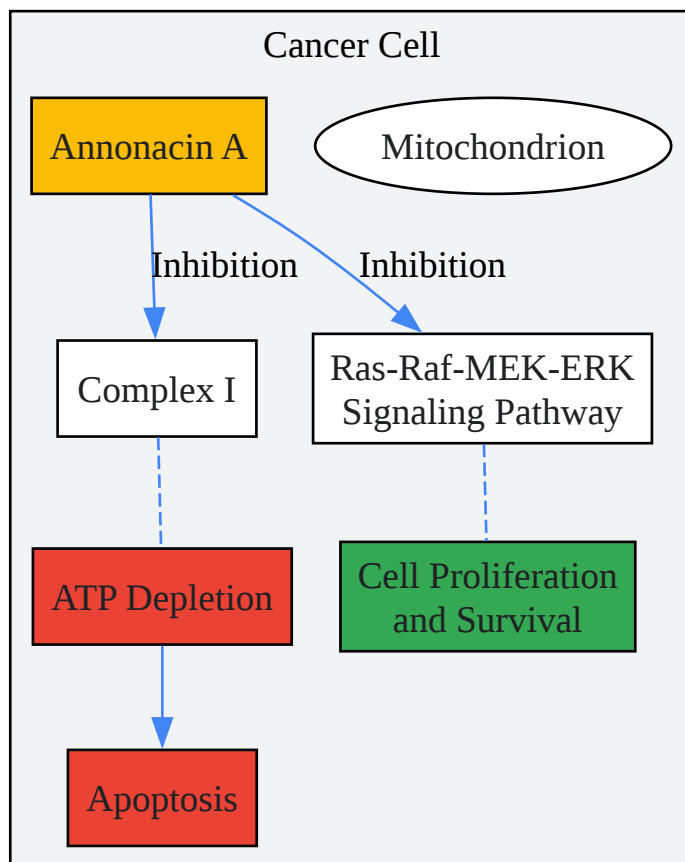 Cancer Cell
Annonacin A
Mitochondrion
Inhibition
Inhibition
Complex I
Ras-Raf-MEK-ERK
Signaling Pathway
ATP Depletion
Cell Proliferation
and Survival
Apoptosis